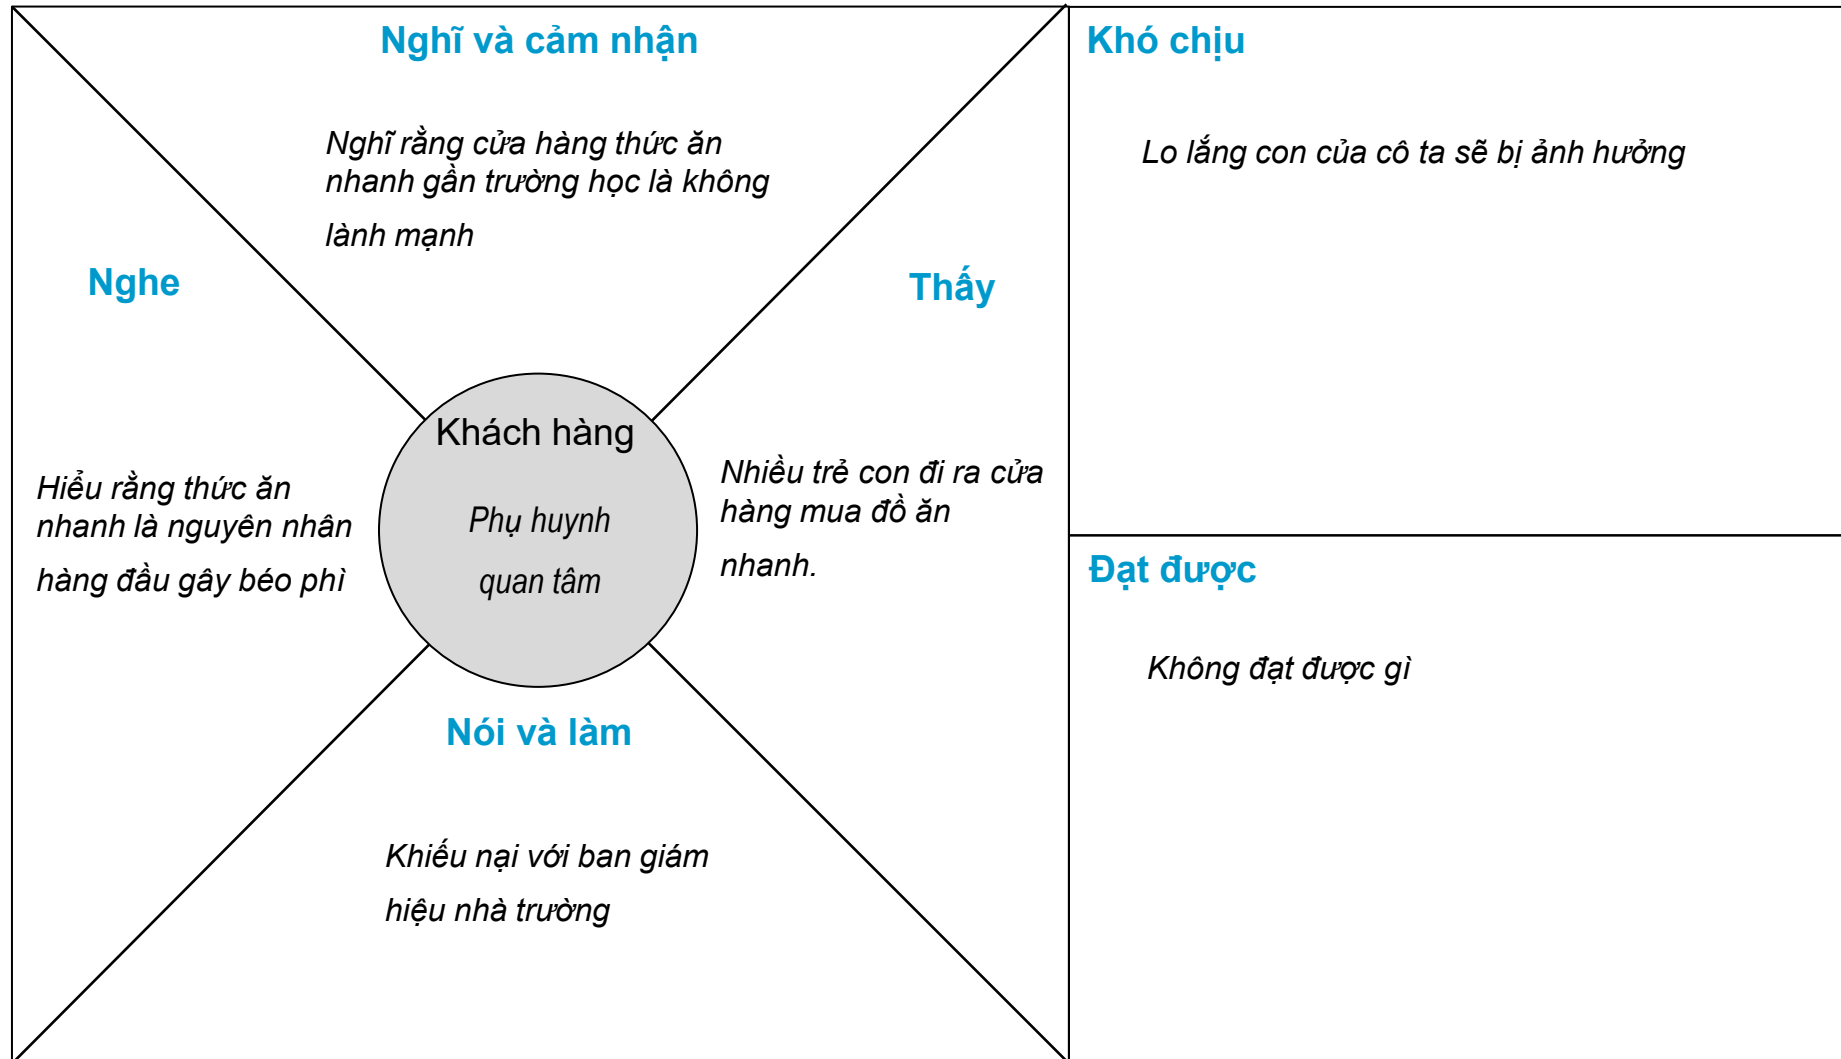 Nghĩ và cảm nhận
Nghĩ rằng cửa hàng thức ăn
nhanh gần trường học là không
lành mạnh
Nghe
Hiểu rằng thức ăn
nhanh là nguyên nhân
hàng đầu gây béo phì
Khách hàng
Phụ huynh
quan tâm
Thấy
Nhiều trẻ con đi ra cửa
hàng mua đồ ăn
nhanh.
Nói và làm
Khiếu nại với ban giám
hiệu nhà trường
Khó chịu
Lo lắng con của cô ta sẽ bị ảnh hưởng
Đạt được
Không đạt được gì